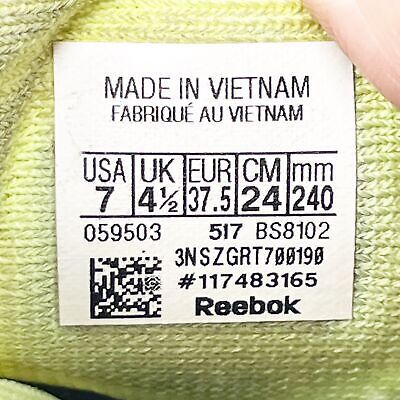 MADE IN VIETNAM
FABRIQUÉ AU VIETNAM
USA UK EUR CM mm
7 4½ 37.5 24 240
059503 517 BS8102
3NSZGRT700190
#117483165
Reebok